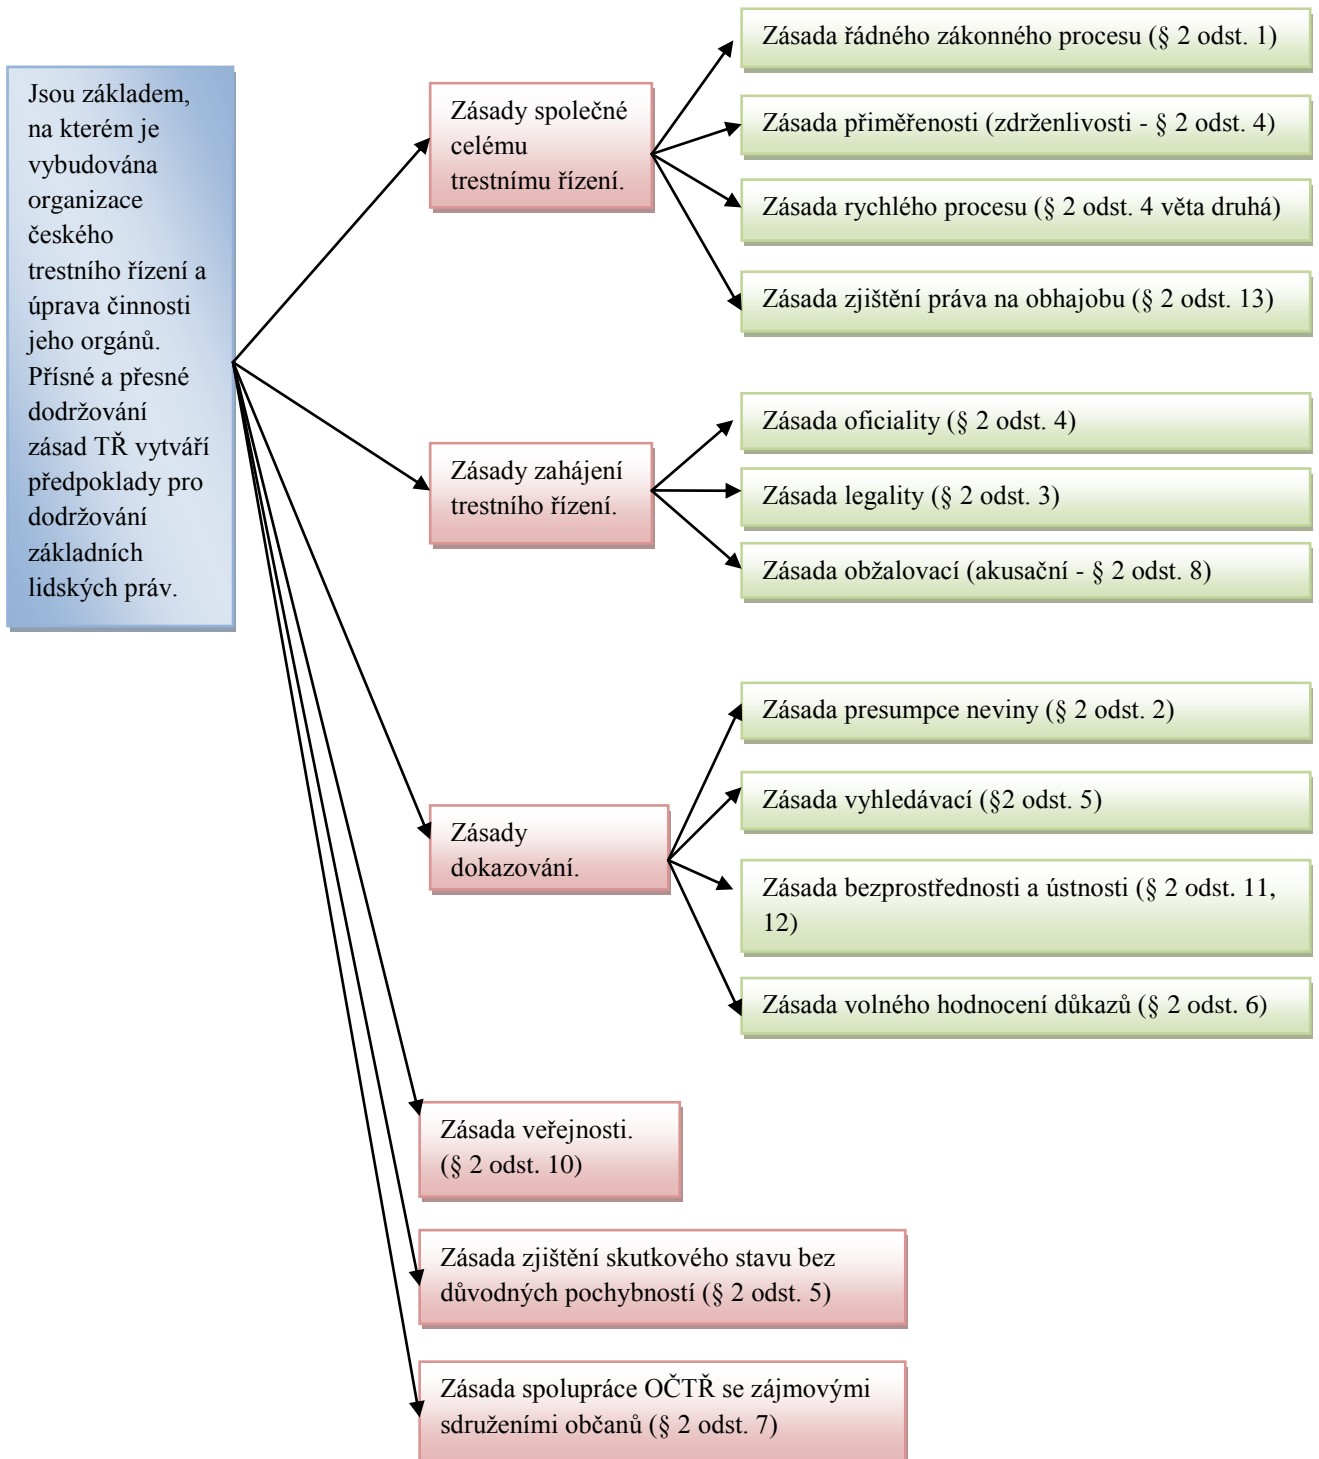 Jsou základem,
na kterém je
vybudována
organizace
českého
trestního řízení a
úprava činnosti
jeho orgánů.
Přísné a přesné
dodržování
zásad TŘ vytváří
předpoklady pro
dodržování
základních
lidských práv.
Zásady společné
celému
trestnímu řízení.
Zásada řádného zákonného procesu (§ 2 odst. 1)
Zásada přiměřenosti (zdrženlivosti - § 2 odst. 4)
Zásada rychlého procesu (§ 2 odst. 4 věta druhá)
Zásada zjištění práva na obhajobu (§ 2 odst. 13)
Zásady zahájení
trestního řízení.
Zásada oficiality (§ 2 odst. 4)
Zásada legality (§ 2 odst. 3)
Zásada obžalovací (akusační - § 2 odst. 8)
Zásady
dokazování.
Zásada presumpce neviny (§ 2 odst. 2)
Zásada vyhledávací (§2 odst. 5)
Zásada bezprostřednosti a ústnosti (§ 2 odst. 11,
12)
Zásada volného hodnocení důkazů (§ 2 odst. 6)
Zásada veřejnosti.
(§ 2 odst. 10)
Zásada zjištění skutkového stavu bez
důvodných pochybností (§ 2 odst. 5)
Zásada spolupráce OČTŘ se zájmovými
sdruženími občanů (§ 2 odst. 7)